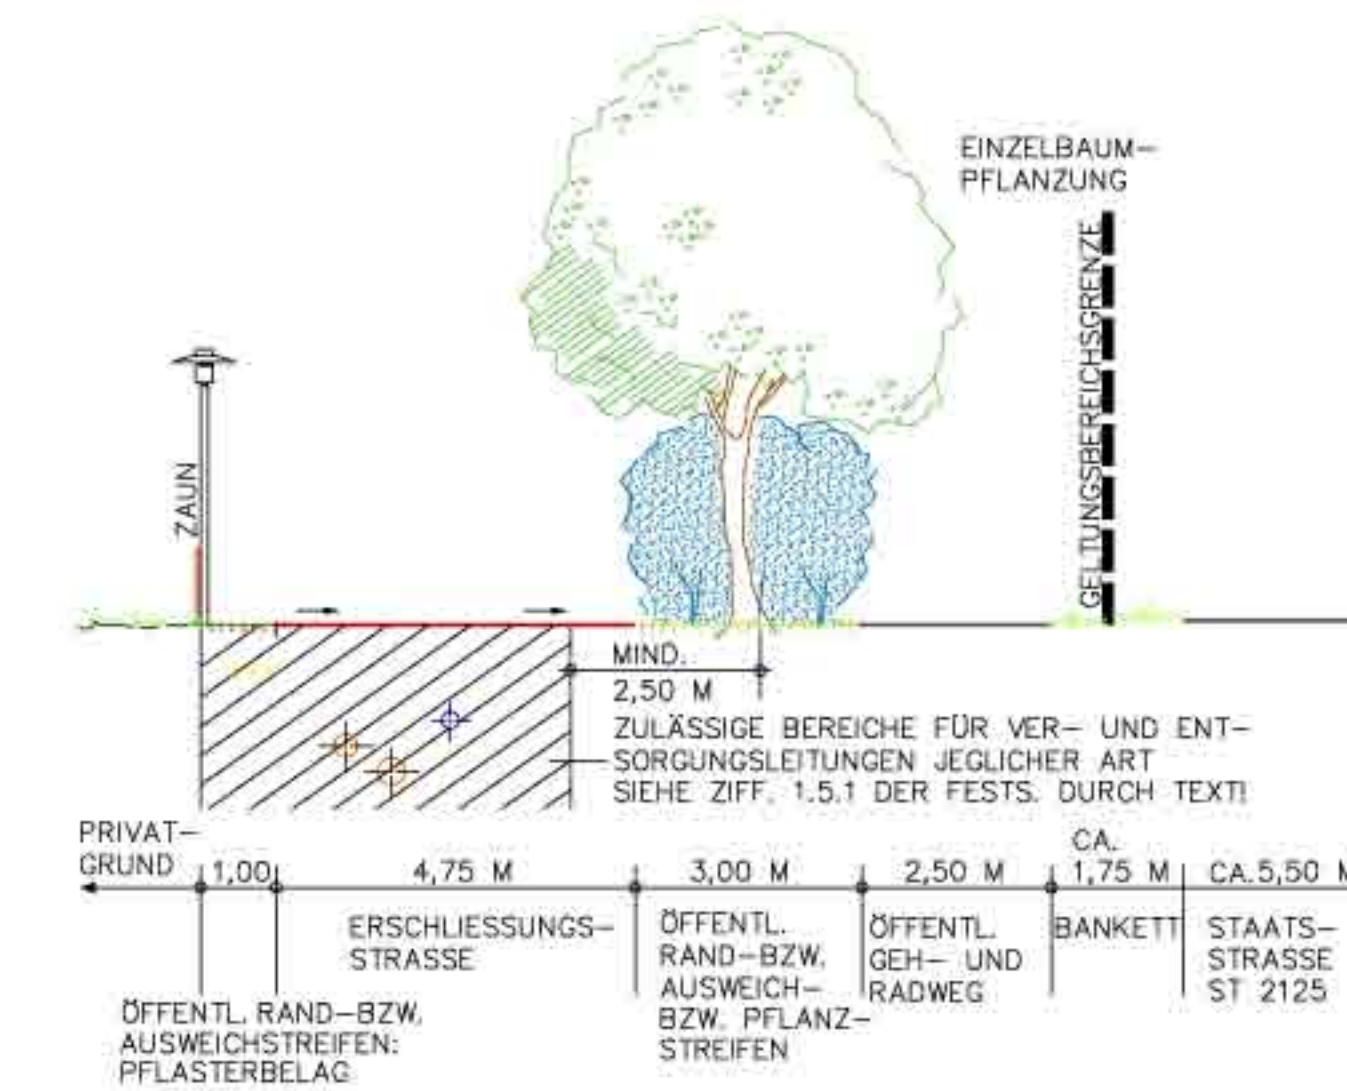 EINZELBAUM-
PFLANZUNG
GELTUNGSBEREICHSGRENZE
ZAUN
MIND.
2,50 M
ZULÄSSIGE BEREICHE FÜR VER- UND ENT-
SORGUNGSLEITUNGEN JEGLICHER ART
SIEHE ZIFF. 1.5.1 DER FESTS. DURCH TEXT!
PRIVAT-
GRUND
1,00
4,75 M
3,00 M
2,50 M
CA.
1,75 M
CA.5,50 M
ERSCHLIESSUNGS-
STRASSE
ÖFFENTL.
RAND-BZW.
AUSWEICH-
BZW. PFLANZ-
STREIFEN
ÖFFENTL.
GEH- UND
RADWEG
BANKETT
STAATS-
STRASSE
ST 2125
ÖFFENTL. RAND-BZW.
AUSWEICHSTREIFEN:
PFLASTERBELAG